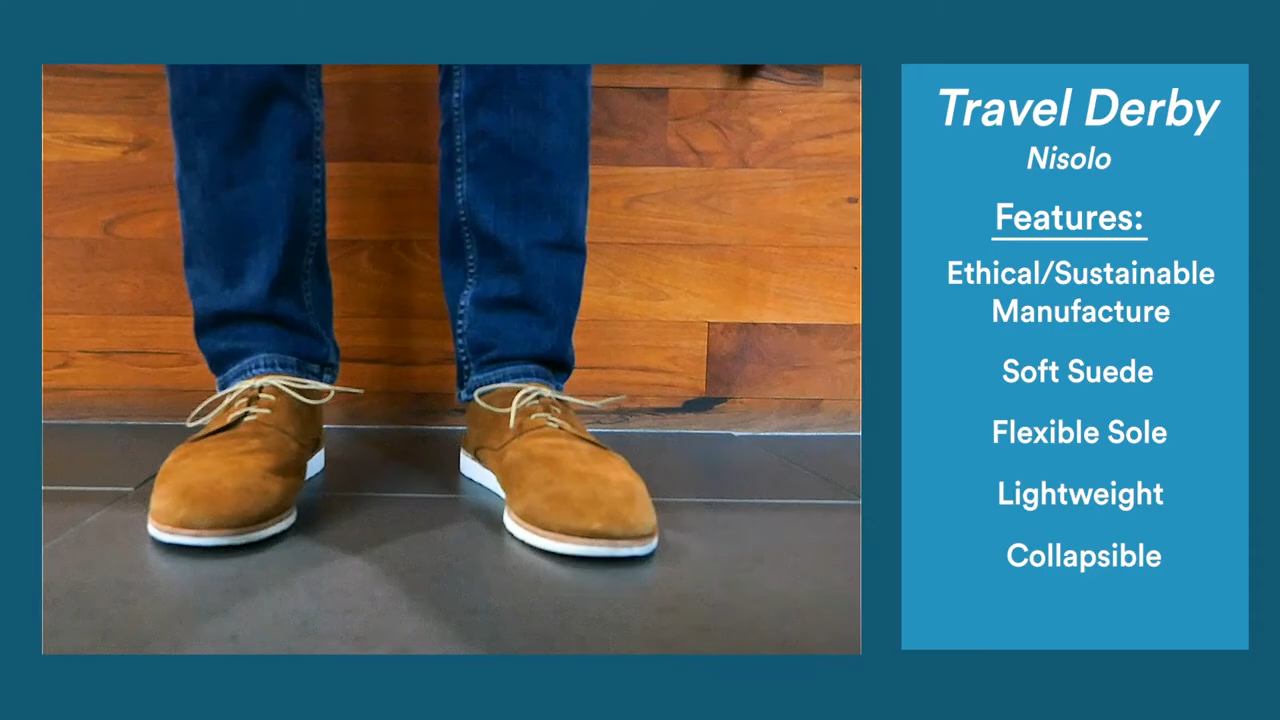 Travel Derby
Nisolo
Features:
Ethical/Sustainable
Manufacture
Soft Suede
Flexible Sole
Lightweight
Collapsible